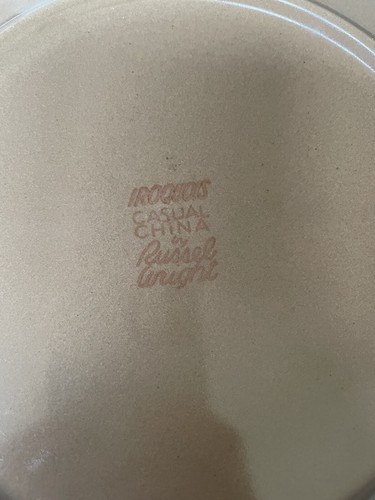 IROQUOIS
CASUAL
CHINA
by
Russel
Wright